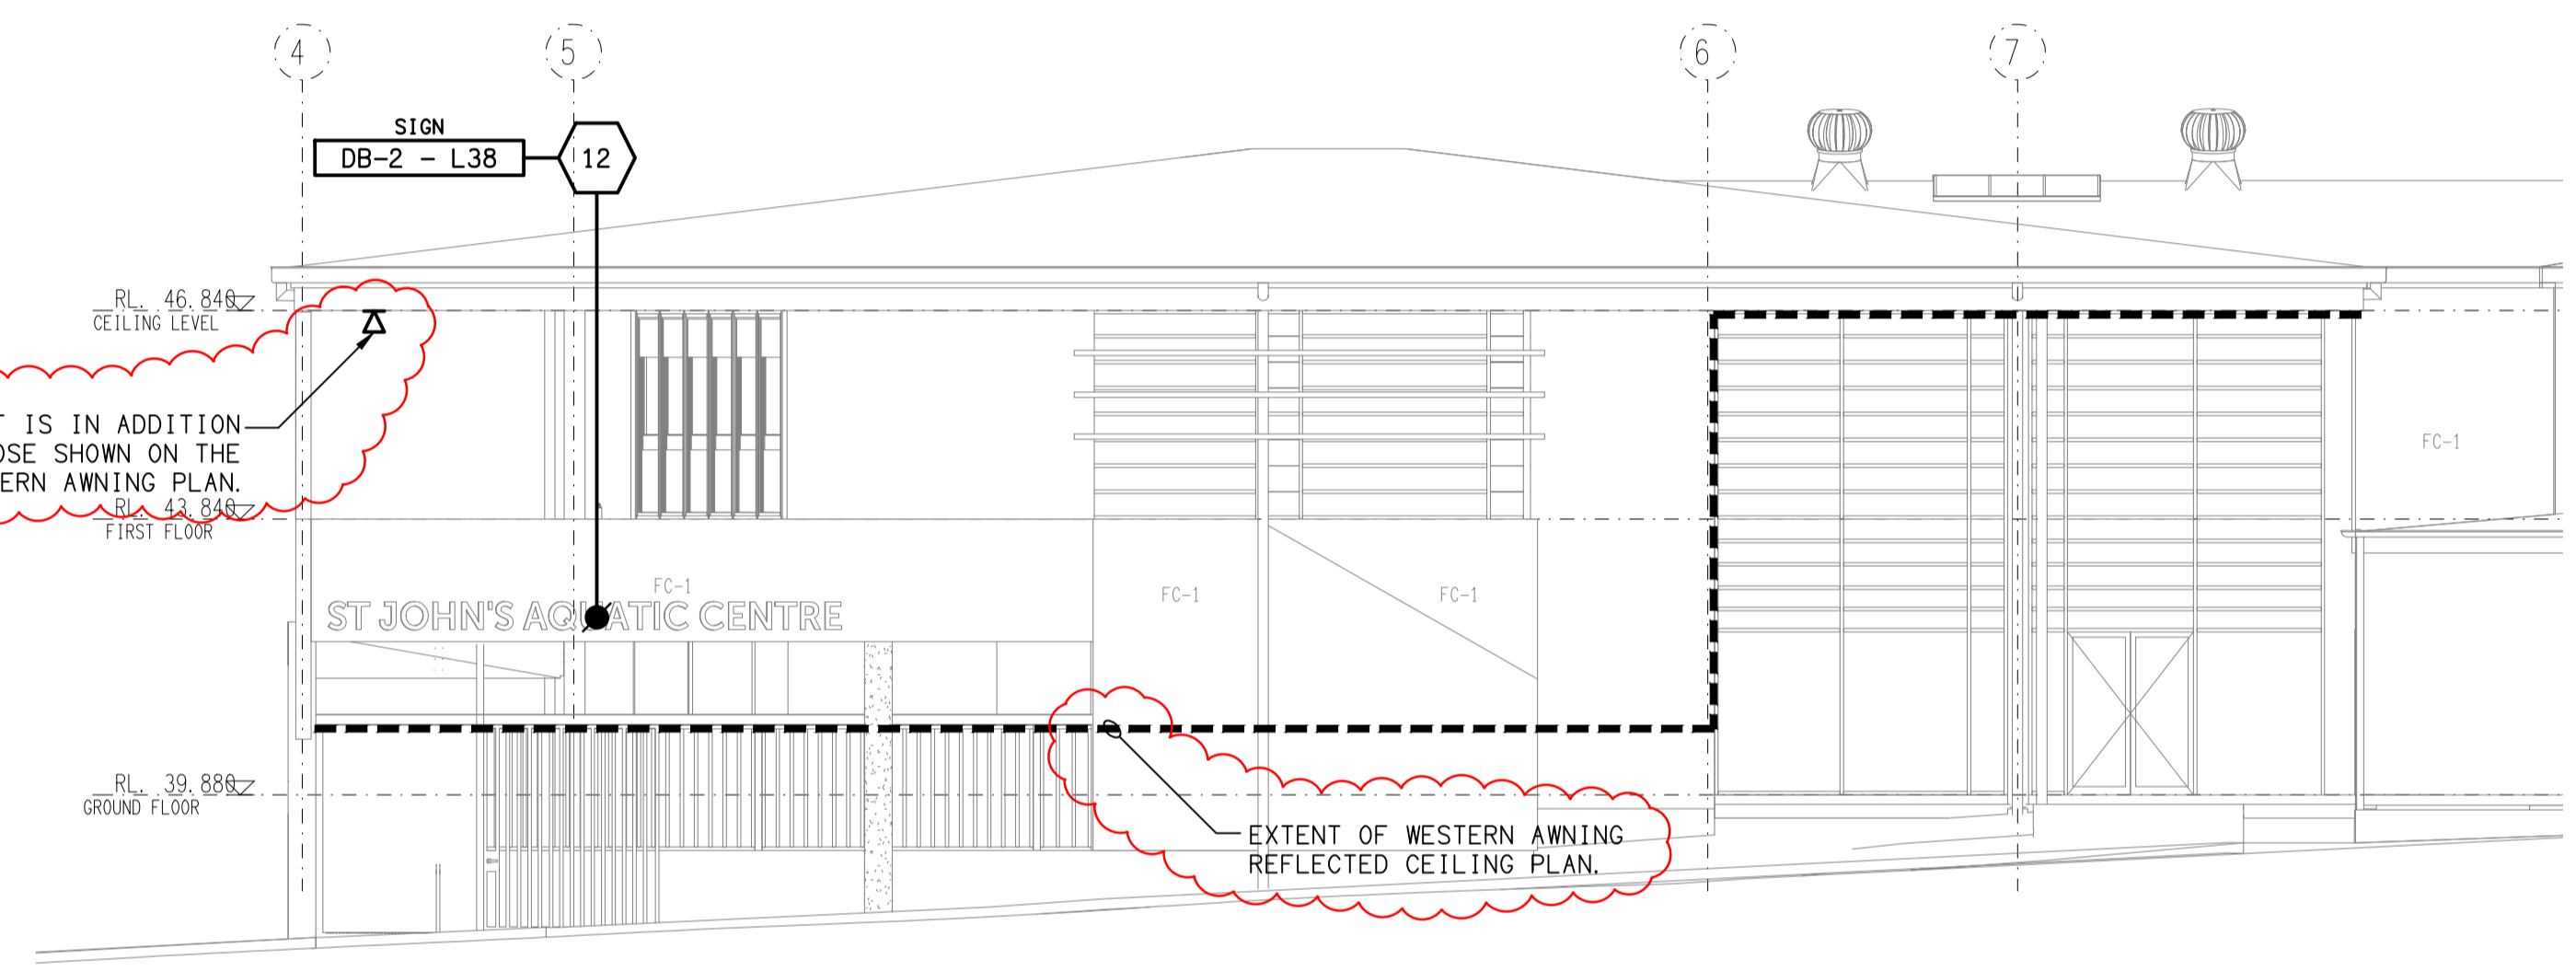 4
5
6
7
SIGN
DB-2 - L38
12
RL. 46.840
CEILING LEVEL
IS IN ADDITION
SHOWN ON THE
AWNING PLAN.
RL. 43.840
FIRST FLOOR
FC-1
FC-1
FC-1
FC-1
ST JOHN'S AQUATIC CENTRE
RL. 39.880
GROUND FLOOR
EXTENT OF WESTERN AWNING
REFLECTED CEILING PLAN.